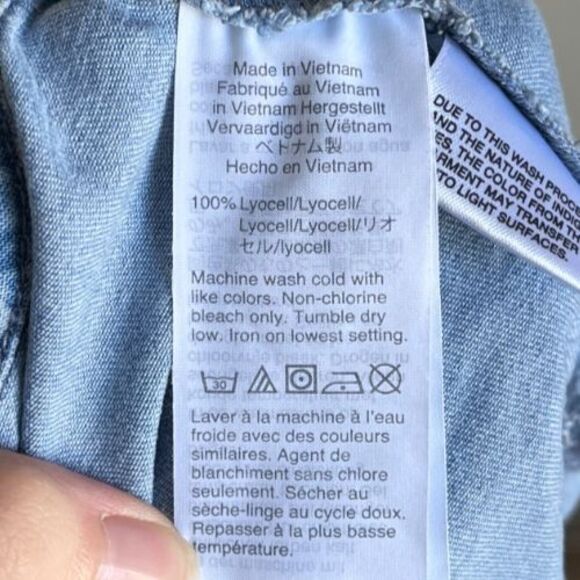 Made in Vietnam
Fabriqué au Vietnam
in Vietnam Hergestellt
Vervaardigd in Viëtnam
ベトナム製
Hecho en Vietnam
100% Lyocell/Lyocell/
Lyocell/Lyocell/リオ
セル/lyocell
Machine wash cold with
like colors. Non-chlorine
bleach only. Tumble dry
low. Iron on lowest setting.
30
Laver à la machine à l'eau
froide avec des couleurs
similaires. Agent de
blanchiment sans chlore
seulement. Sécher au
sèche-linge au cycle doux.
Repasser à la plus basse
température.
DUE TO THIS WASH
AND THE NATURE OF
THE COLOR FROM
MAY TRANSFER
TO LIGHT SURFACES.